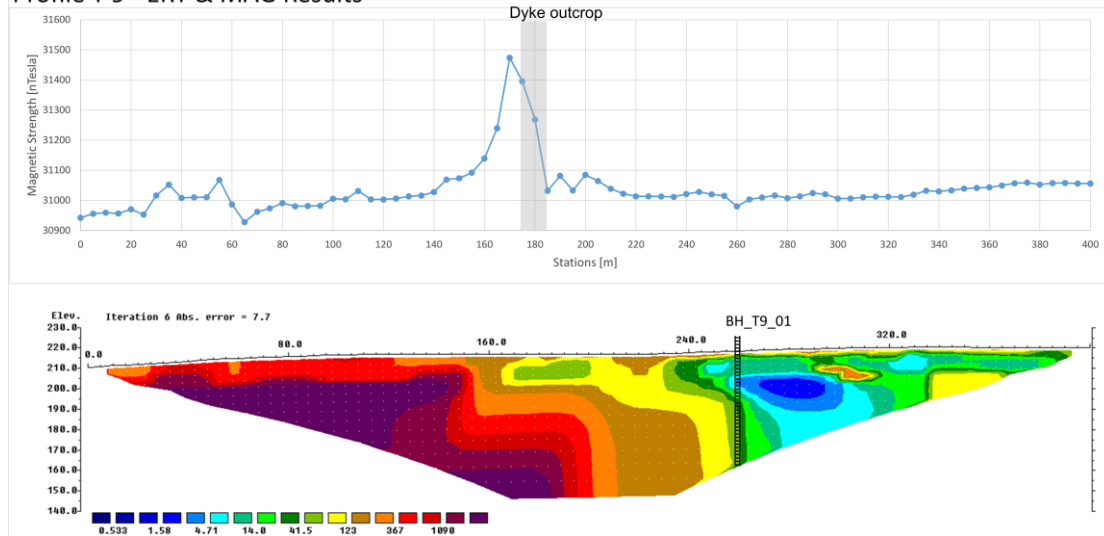 Dyke outcrop
31600
31500
31400
31300
31200
31100
31000
30900
Magnetic Strength [nTesla]
0 20 40 60 80 100 120 140 160 180 200 220 240 260 280 300 320 340 360 380 400
Stations [m]
Elev. Iteration 6 Abs. error = 7.7
BH_T9_01
230.0
220.0
210.0
200.0
190.0
180.0
170.0
160.0
150.0
140.0
0.0 80.0 160.0 240.0 320.0
0.533 1.58 4.71 14.0 41.5 123 367 1090